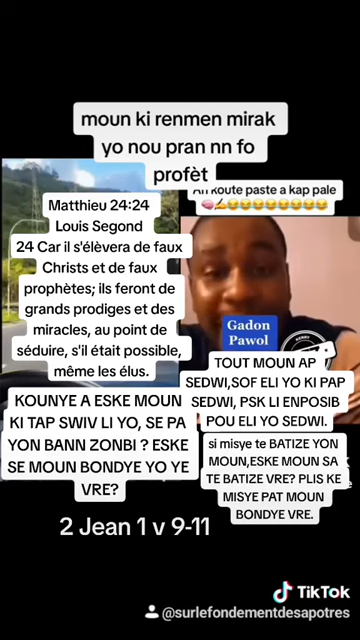 moun ki renmen mirak
yo nou pran nn fo
profèt
An koute paste a kap pale
🧠✍😂😂😂😂😂😂😂😂
Matthieu 24:24
Louis Segond
24 Car il s'élèvera de faux
Christs et de faux
prophètes; ils feront de
grands prodiges et des
miracles, au point de
séduire, s'il était possible,
même les élus.
Gadon
Pawol
KOUNYE A ESKE MOUN
KI TAP SWIV LI YO, SE PA
YON BANN ZONBI ? ESKE
SE MOUN BONDYE YO YE
VRE?
TOUT MOUN AP
SEDWI,SOF ELI YO KI PAP
SEDWI, PSK LI ENPOSIB
POU ELI YO SEDWI.
si misye te BATIZE YON
MOUN,ESKE MOUN SA
TE BATIZE VRE? PLIS KE
MISYE PAT MOUN
BONDYE VRE.
2 Jean 1 v 9-11
TikTok
@surlefondementdesapotres